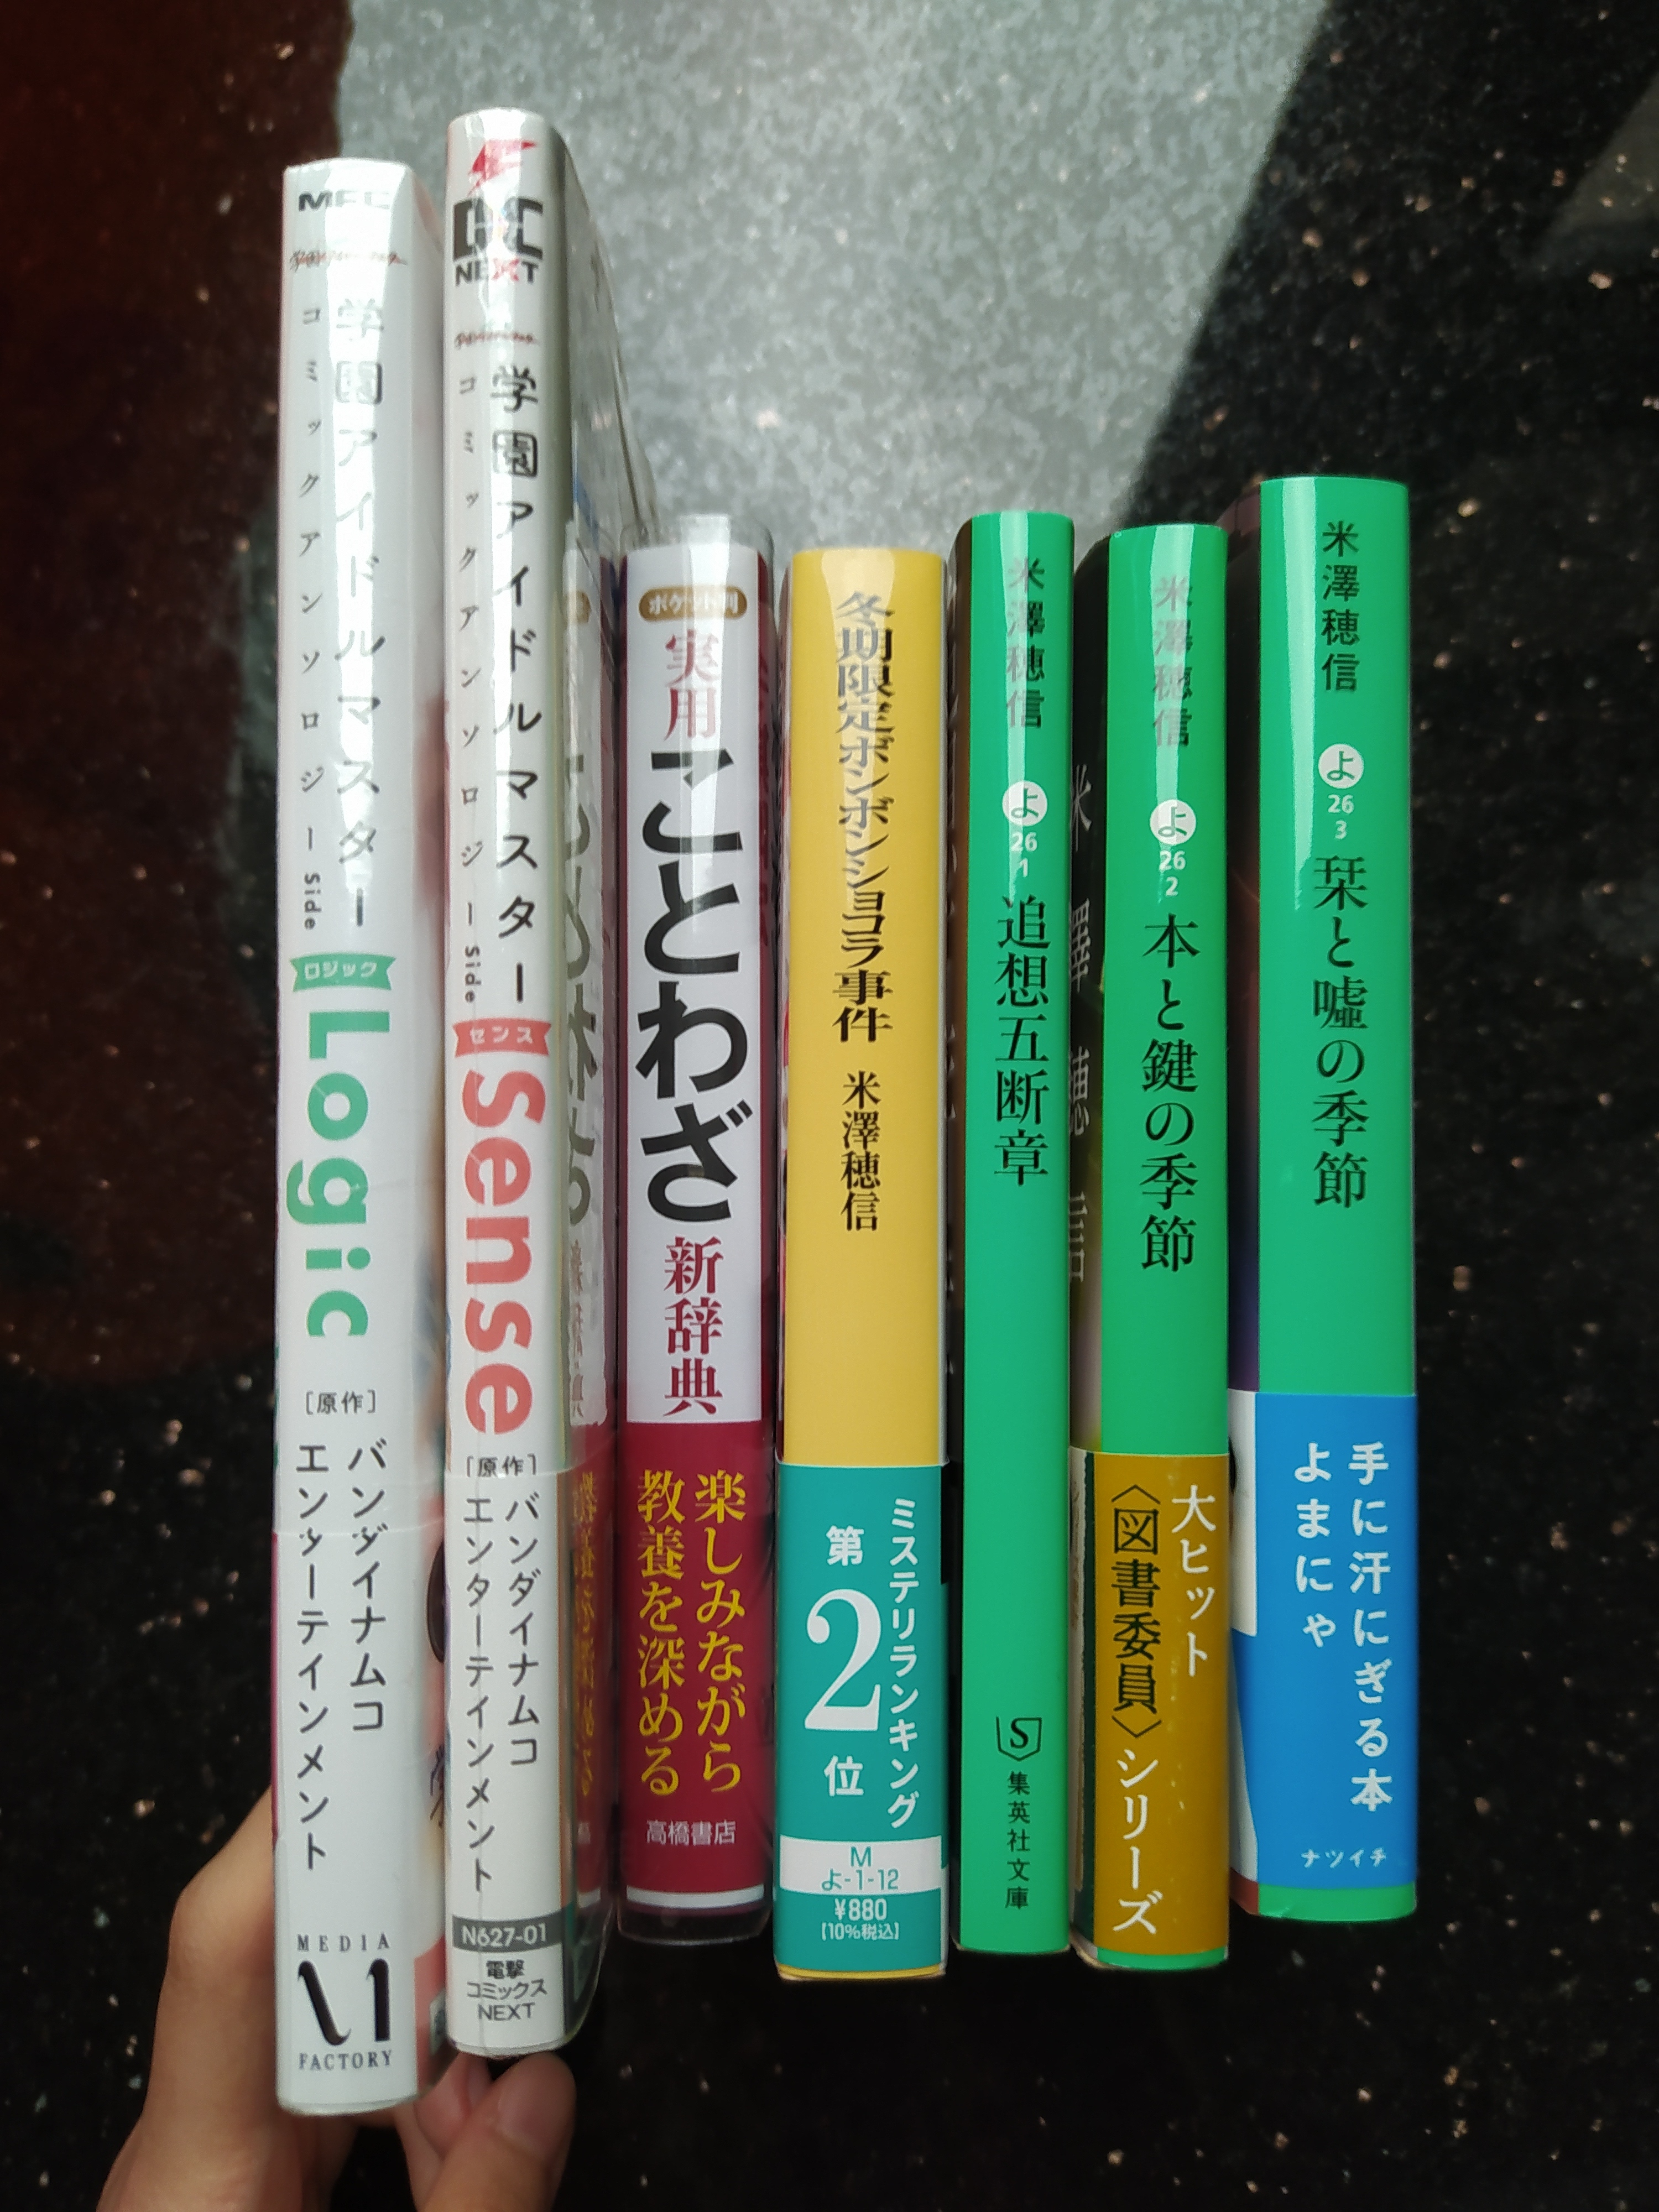 MFC
学園アイドルマスター
コミックアンソロジー Side
ロジック
Logic
[原作]
バンダイナムコ
エンターテインメント
MEDIA
FACTORY
NEXT
学園アイドルマスター
コミックアンソロジー Side
センス
Sense
[原作]
バンダイナムコ
エンターテインメント
N627-01
電撃
コミックス
NEXT
ポケット判
実用
ことわざ
新辞典
楽しみながら
教養を深める
高橋書店
冬期限定ボンボンショコラ事件
米澤穂信
ミステリランキング
第2位
M
よ-1-12
¥880
【10%税込】
米澤穂信
よ
26
1
追想五断章
S
集英社文庫
米澤穂信
米澤穂信
よ
26
2
本と鍵の季節
大ヒット
〈図書委員〉シリーズ
米澤穂信
よ
26
3
栞と嘘の季節
手に汗にぎる本
よまにゃ
ナツイチ